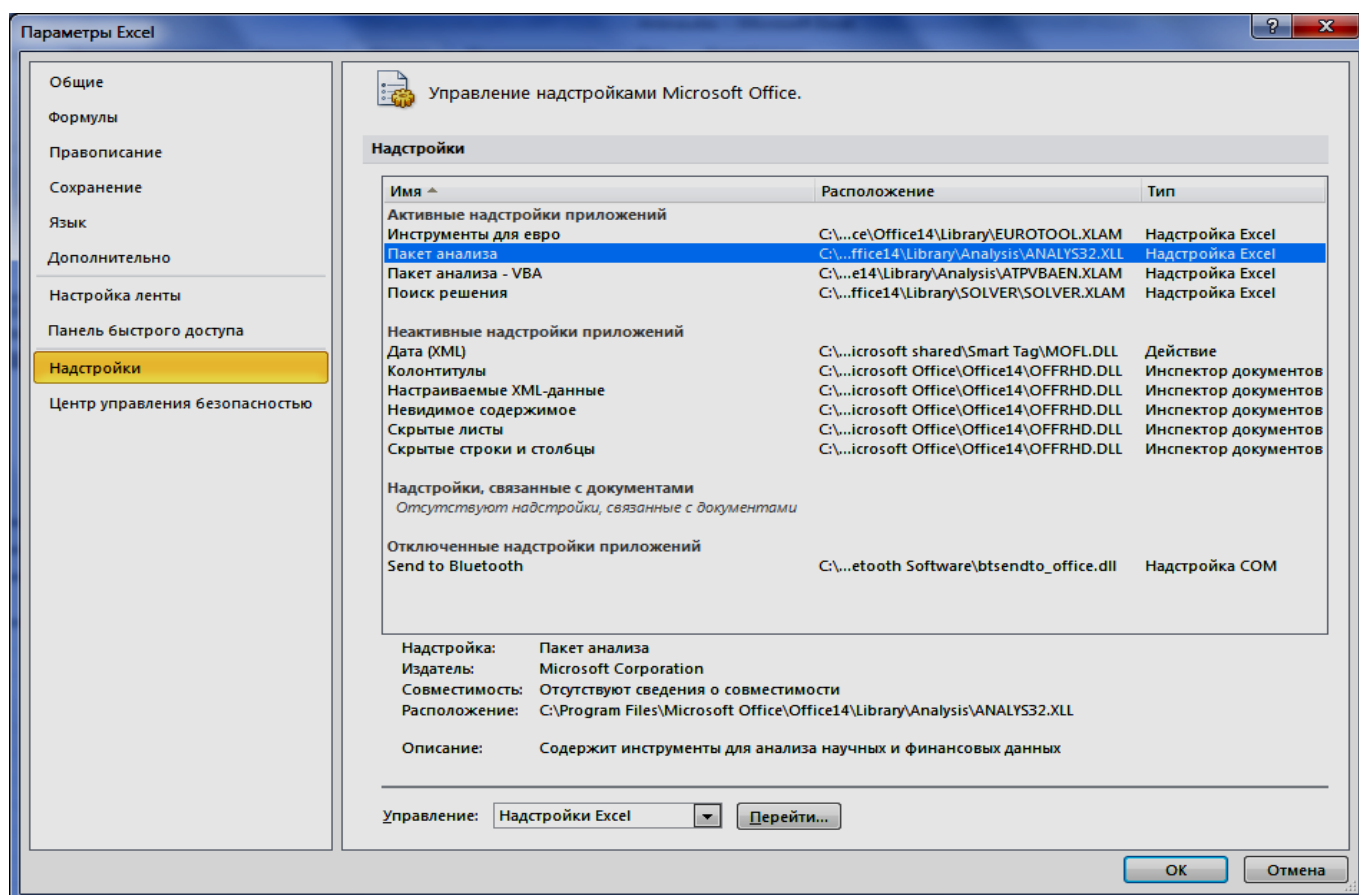 Параметры Excel
Общие
Формулы
Правописание
Сохранение
Язык
Дополнительно
Настройка ленты
Панель быстрого доступа
Надстройки
Центр управления безопасностью
Управление надстройками Microsoft Office.
Надстройки
Имя Расположение Тип
Активные надстройки приложений
Инструменты для евро C:\...ce\Office14\Library\EUROTOOL.XLAM Надстройка Excel
Пакет анализа C:\...ffice14\Library\Analysis\ANALYS32.XLL Надстройка Excel
Пакет анализа - VBA C:\...e14\Library\Analysis\ATPVBAEN.XLAM Надстройка Excel
Поиск решения C:\...ffice14\Library\SOLVER\SOLVER.XLAM Надстройка Excel
Неактивные надстройки приложений
Дата (XML) C:\...icrosoft shared\Smart Tag\MOFL.DLL Действие
Колонтитулы C:\...icrosoft Office\Office14\OFFRHD.DLL Инспектор документов
Настраиваемые XML-данные C:\...icrosoft Office\Office14\OFFRHD.DLL Инспектор документов
Невидимое содержимое C:\...icrosoft Office\Office14\OFFRHD.DLL Инспектор документов
Скрытые листы C:\...icrosoft Office\Office14\OFFRHD.DLL Инспектор документов
Скрытые строки и столбцы C:\...icrosoft Office\Office14\OFFRHD.DLL Инспектор документов
Надстройки, связанные с документами
Отсутствуют надстройки, связанные с документами
Отключенные надстройки приложений
Send to Bluetooth C:\...etooth Software\btsendto_office.dll Надстройка COM
Надстройка: Пакет анализа
Издатель: Microsoft Corporation
Совместимость: Отсутствуют сведения о совместимости
Расположение: C:\Program Files\Microsoft Office\Office14\Library\Analysis\ANALYS32.XLL
Описание: Содержит инструменты для анализа научных и финансовых данных
Управление: Надстройки Excel Перейти...
ОК Отмена